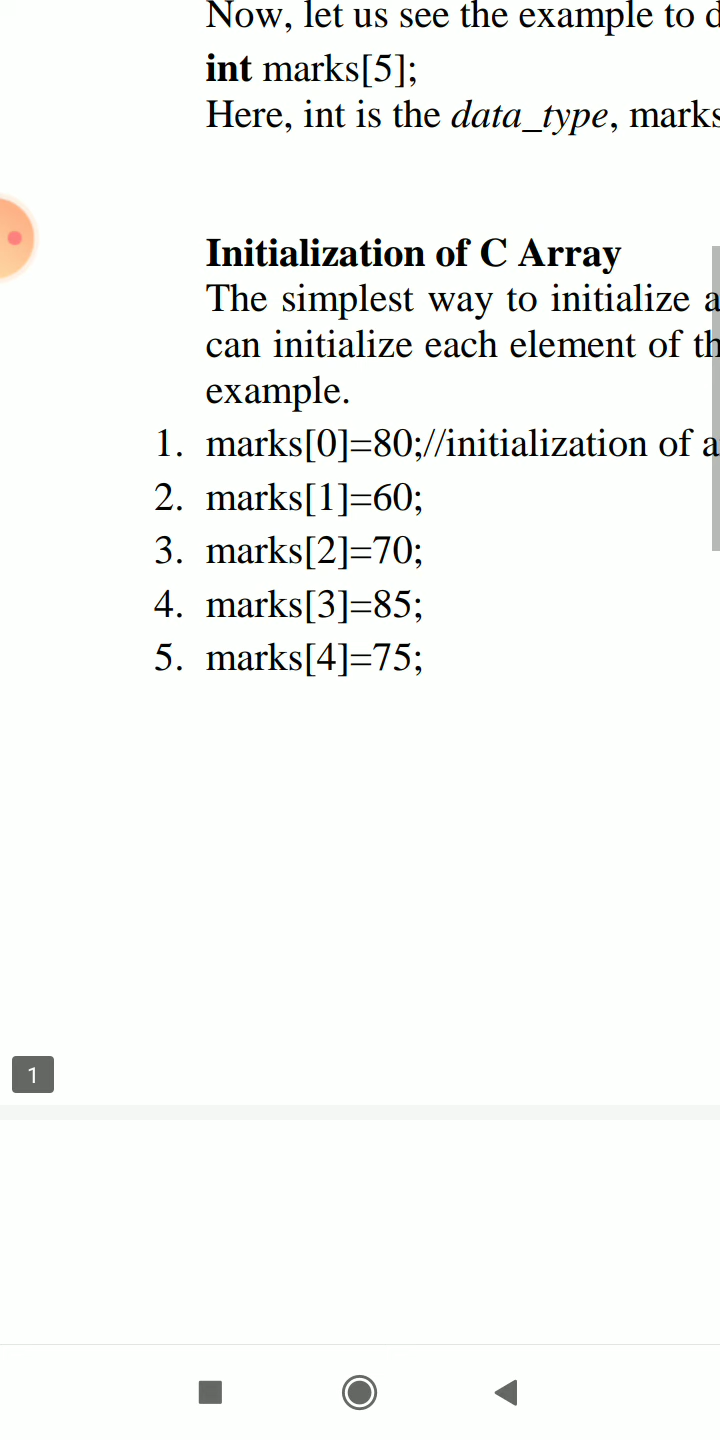 Now, let us see the example to
int marks[5];
Here, int is the data_type, marks
Initialization of C Array
The simplest way to initialize a
can initialize each element of
example.
1. marks[0]=80;//initialization of a
2. marks[1]=60;
3. marks[2]=70;
4. marks[3]=85;
5. marks[4]=75;
1